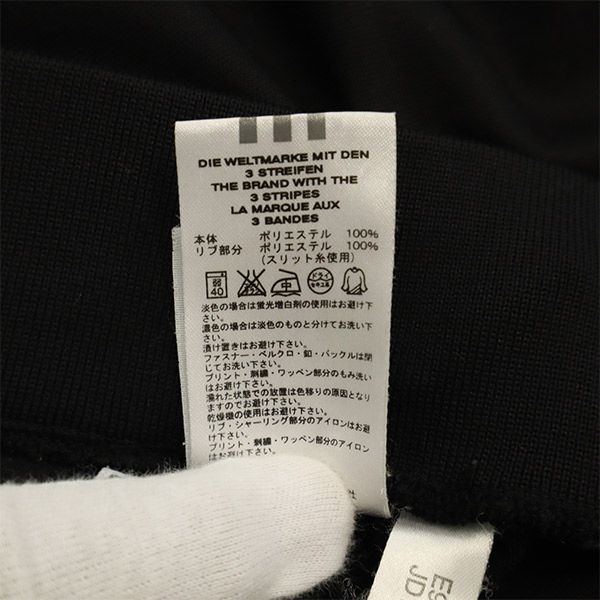 DIE WELTMARKE MIT DEN
3 STREIFEN
THE BRAND WITH THE
3 STRIPES
LA MARQUE AUX
3 BANDES
本体 ポリエステル 100%
リブ部分 ポリエステル 100%
(スリット糸使用)
40 ドライ
淡色の場合は蛍光増白剤の使用はお避け下
さい。
濃色の場合は淡色のものと分けてお洗い下
さい。
漬け置きはお避け下さい。
ファスナー・ベルクロ・釦・バックルは閉
じてお洗い下さい。
プリント・刺繍・ワッペン部分のもみ洗い
はお避け下さい。
濡れた状態での放置は色移りの原因となり
ますのでお避け下さい。
乾燥機の使用はお避け下さい。
リブ・シャーリング部分のアイロンはお避
け下さい。
プリント・刺繍・ワッペン部分のアイロン
はお避け下さい。
社
JD